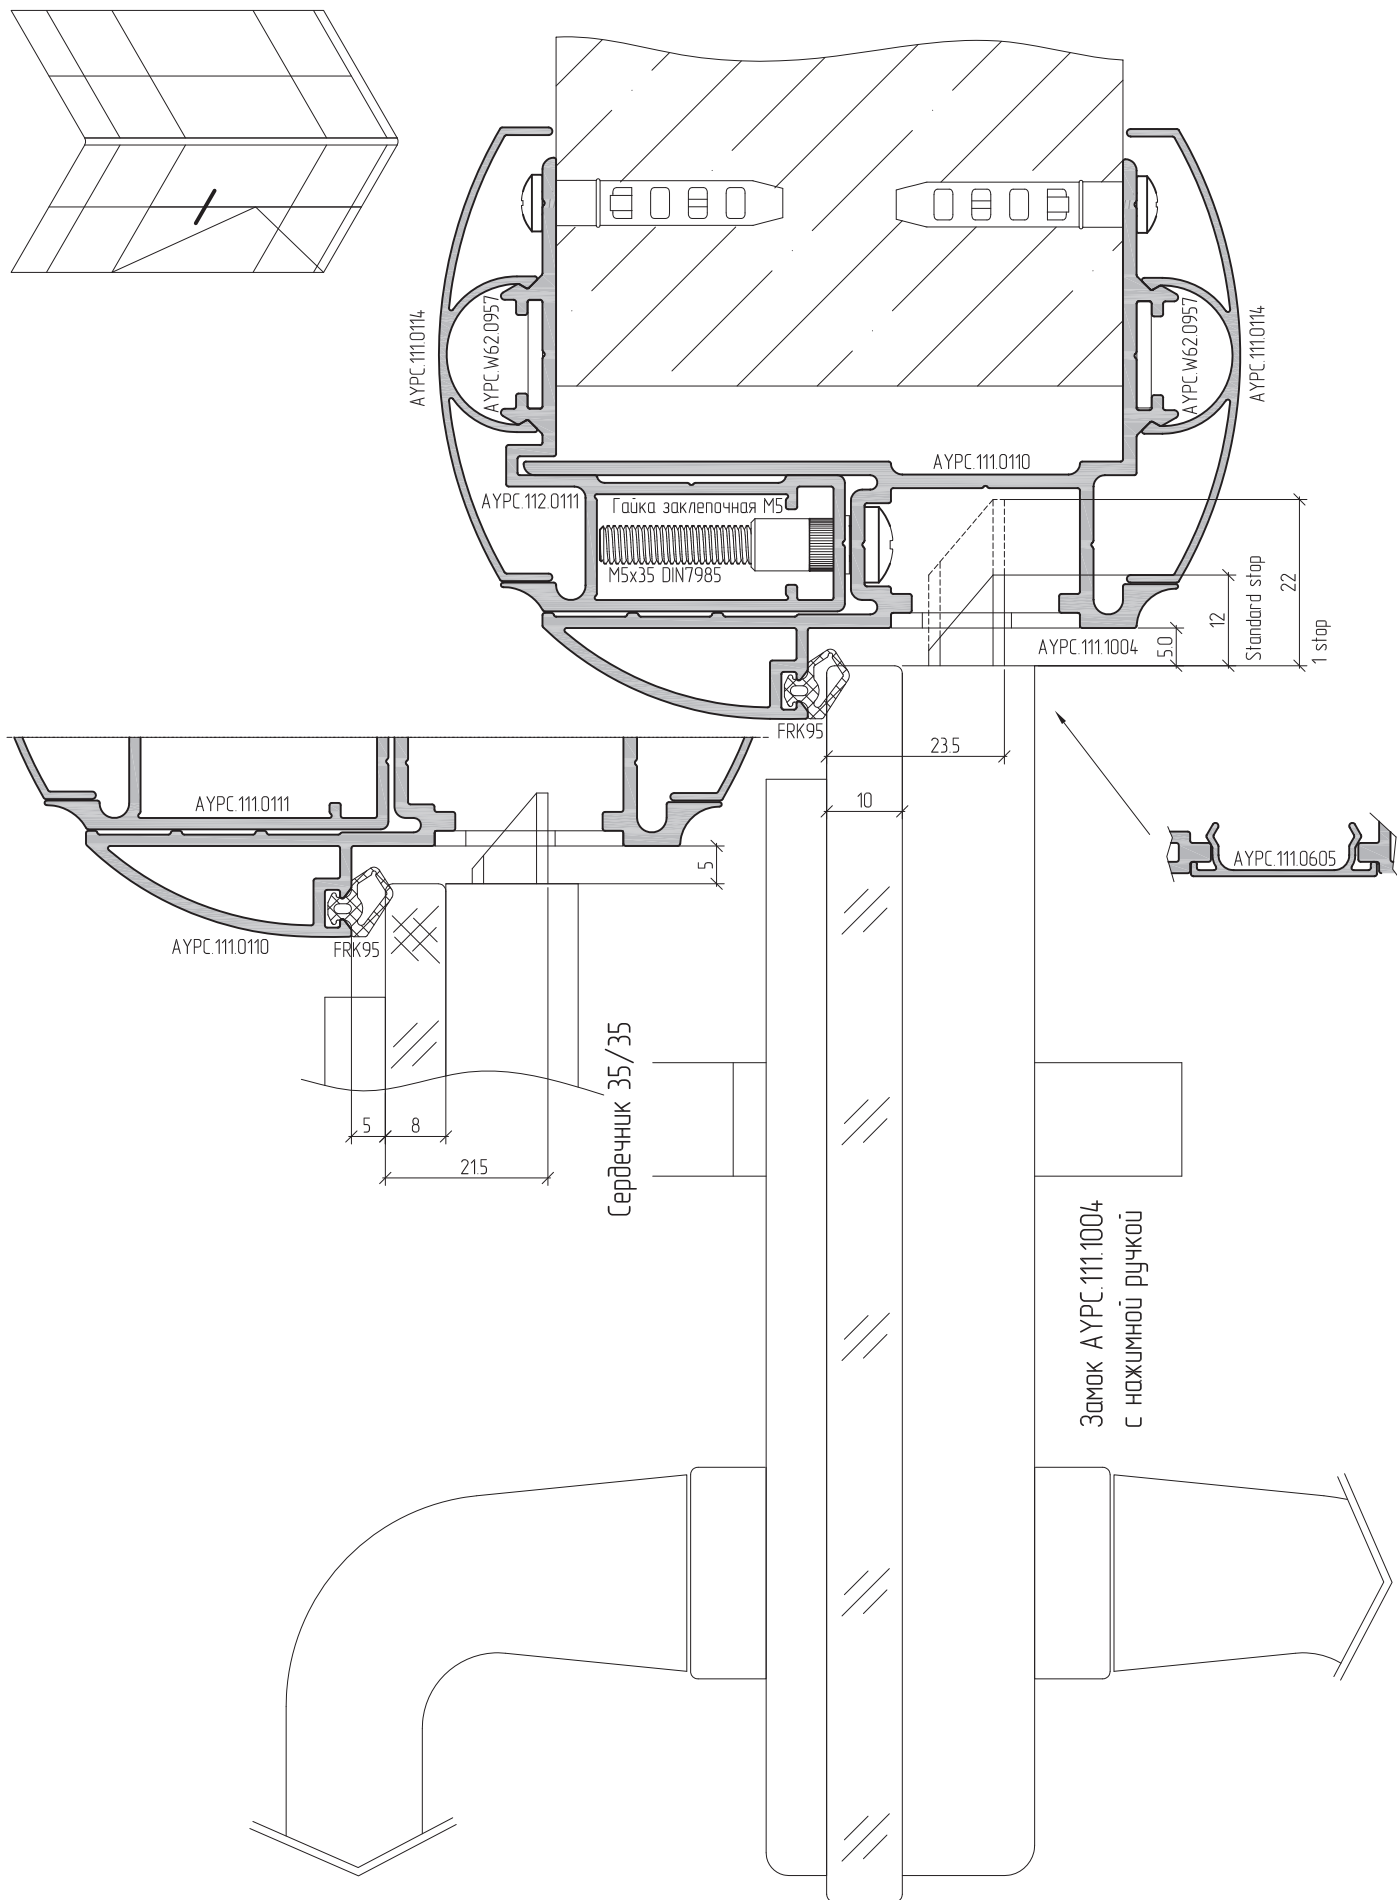 AYPC.111.0114
AYPC.W62.0957
AYPC.W62.0957
AYPC.111.0114
AYPC.111.0110
AYPC.112.0111
Гайка заклепочная М5
M5x35 DIN7985
22
12
Standard stop
1 stop
5.0
AYPC.111.1004
FRK95
23.5
10
AYPC.111.0111
5
AYPC.111.0605
AYPC.111.0110
FRK95
5
8
21.5
Сердечник 35/35
Замок AYPC.111.1004
с нажимной ручкой